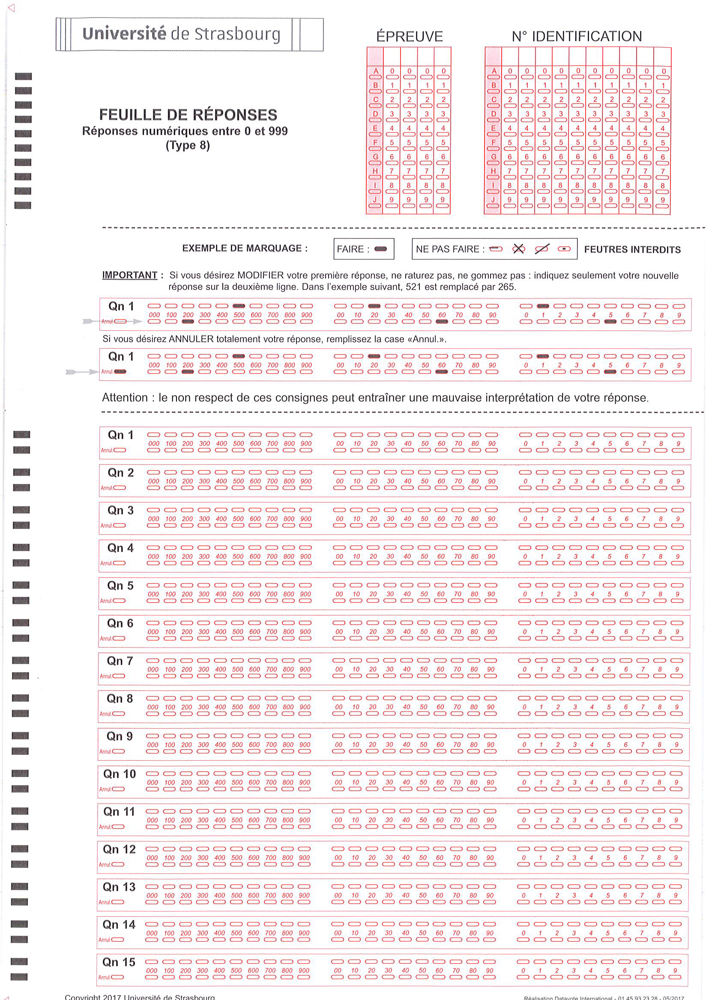 Université de Strasbourg
ÉPREUVE
N° IDENTIFICATION
A 0 0 0 0
B 1 1 1 1
C 2 2 2 2
D 3 3 3 3
E 4 4 4 4
F 5 5 5 5
G 6 6 6 6
H 7 7 7 7
I 8 8 8 8
J 9 9 9 9
A 0 0 0 0 0 0 0 0 0 0
B 1 1 1 1 1 1 1 1 1 1
C 2 2 2 2 2 2 2 2 2 2
D 3 3 3 3 3 3 3 3 3 3
E 4 4 4 4 4 4 4 4 4 4
F 5 5 5 5 5 5 5 5 5 5
G 6 6 6 6 6 6 6 6 6 6
H 7 7 7 7 7 7 7 7 7 7
I 8 8 8 8 8 8 8 8 8 8
J 9 9 9 9 9 9 9 9 9 9
FEUILLE DE RÉPONSES
Réponses numériques entre 0 et 999
(Type 8)
EXEMPLE DE MARQUAGE :
FAIRE :
NE PAS FAIRE :
FEUTRES INTERDITS
IMPORTANT : Si vous désirez MODIFIER votre première réponse, ne raturez pas, ne gommez pas : indiquez seulement votre nouvelle
réponse sur la deuxième ligne. Dans l'exemple suivant, 521 est remplacé par 265.
Qn 1
000 100 200 300 400 500 600 700 800 900 00 10 20 30 40 50 60 70 80 90 0 1 2 3 4 5 6 7 8 9
Annul.
Si vous désirez ANNULER totalement votre réponse, remplissez la case «Annul.».
Qn 1
000 100 200 300 400 500 600 700 800 900 00 10 20 30 40 50 60 70 80 90 0 1 2 3 4 5 6 7 8 9
Annul.
Attention : le non respect de ces consignes peut entraîner une mauvaise interprétation de votre réponse.
Qn 1
000 100 200 300 400 500 600 700 800 900 00 10 20 30 40 50 60 70 80 90 0 1 2 3 4 5 6 7 8 9
Annul.
Qn 2
000 100 200 300 400 500 600 700 800 900 00 10 20 30 40 50 60 70 80 90 0 1 2 3 4 5 6 7 8 9
Annul.
Qn 3
000 100 200 300 400 500 600 700 800 900 00 10 20 30 40 50 60 70 80 90 0 1 2 3 4 5 6 7 8 9
Annul.
Qn 4
000 100 200 300 400 500 600 700 800 900 00 10 20 30 40 50 60 70 80 90 0 1 2 3 4 5 6 7 8 9
Annul.
Qn 5
000 100 200 300 400 500 600 700 800 900 00 10 20 30 40 50 60 70 80 90 0 1 2 3 4 5 6 7 8 9
Annul.
Qn 6
000 100 200 300 400 500 600 700 800 900 00 10 20 30 40 50 60 70 80 90 0 1 2 3 4 5 6 7 8 9
Annul.
Qn 7
000 100 200 300 400 500 600 700 800 900 00 10 20 30 40 50 60 70 80 90 0 1 2 3 4 5 6 7 8 9
Annul.
Qn 8
000 100 200 300 400 500 600 700 800 900 00 10 20 30 40 50 60 70 80 90 0 1 2 3 4 5 6 7 8 9
Annul.
Qn 9
000 100 200 300 400 500 600 700 800 900 00 10 20 30 40 50 60 70 80 90 0 1 2 3 4 5 6 7 8 9
Annul.
Qn 10
000 100 200 300 400 500 600 700 800 900 00 10 20 30 40 50 60 70 80 90 0 1 2 3 4 5 6 7 8 9
Annul.
Qn 11
000 100 200 300 400 500 600 700 800 900 00 10 20 30 40 50 60 70 80 90 0 1 2 3 4 5 6 7 8 9
Annul.
Qn 12
000 100 200 300 400 500 600 700 800 900 00 10 20 30 40 50 60 70 80 90 0 1 2 3 4 5 6 7 8 9
Annul.
Qn 13
000 100 200 300 400 500 600 700 800 900 00 10 20 30 40 50 60 70 80 90 0 1 2 3 4 5 6 7 8 9
Annul.
Qn 14
000 100 200 300 400 500 600 700 800 900 00 10 20 30 40 50 60 70 80 90 0 1 2 3 4 5 6 7 8 9
Annul.
Qn 15
000 100 200 300 400 500 600 700 800 900 00 10 20 30 40 50 60 70 80 90 0 1 2 3 4 5 6 7 8 9
Annul.
Copyright 2017 Université de Strasbourg
Réalisation Datavote International - 01 45 93 23 28 - 05/2017